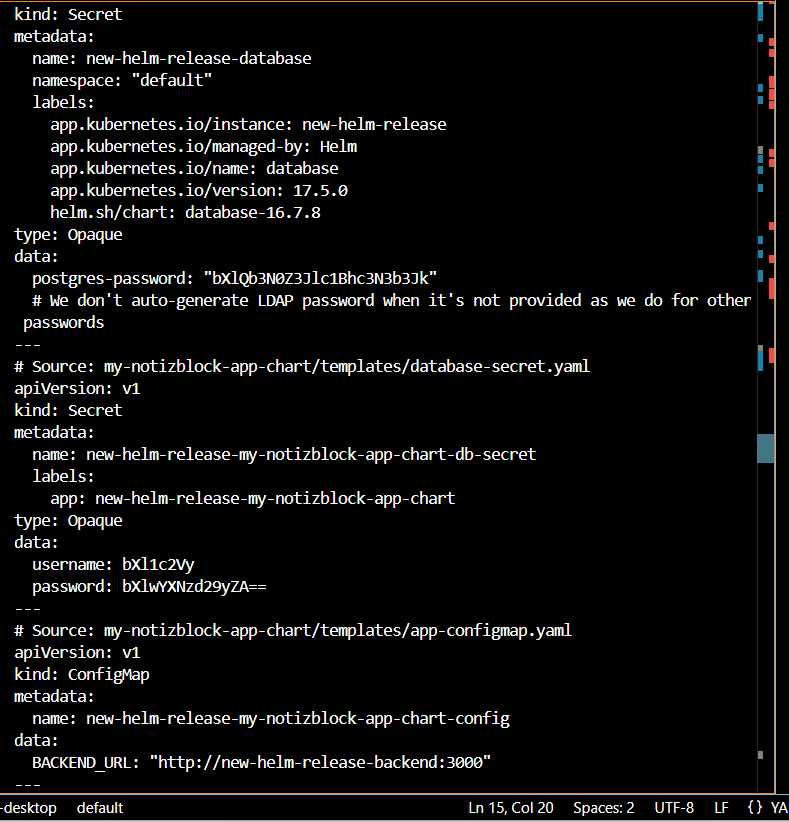 kind: Secret
metadata:
  name: new-helm-release-database
  namespace: "default"
  labels:
    app.kubernetes.io/instance: new-helm-release
    app.kubernetes.io/managed-by: Helm
    app.kubernetes.io/name: database
    app.kubernetes.io/version: 17.5.0
    helm.sh/chart: database-16.7.8
type: Opaque
data:
  postgres-password: "bXlQb3N0Z3Jlc1Bhc3N3b3Jk"
  # We don't auto-generate LDAP password when it's not provided as we do for other
 passwords
---
# Source: my-notizblock-app-chart/templates/database-secret.yaml
apiVersion: v1
kind: Secret
metadata:
  name: new-helm-release-my-notizblock-app-chart-db-secret
  labels:
    app: new-helm-release-my-notizblock-app-chart
type: Opaque
data:
  username: bXl1c2Vy
  password: bXlwYXNzd29yZA==
---
# Source: my-notizblock-app-chart/templates/app-configmap.yaml
apiVersion: v1
kind: ConfigMap
metadata:
  name: new-helm-release-my-notizblock-app-chart-config
data:
  BACKEND_URL: "http://new-helm-release-backend:3000"
---
-desktop default Ln 15, Col 20 Spaces: 2 UTF-8 LF {} YA